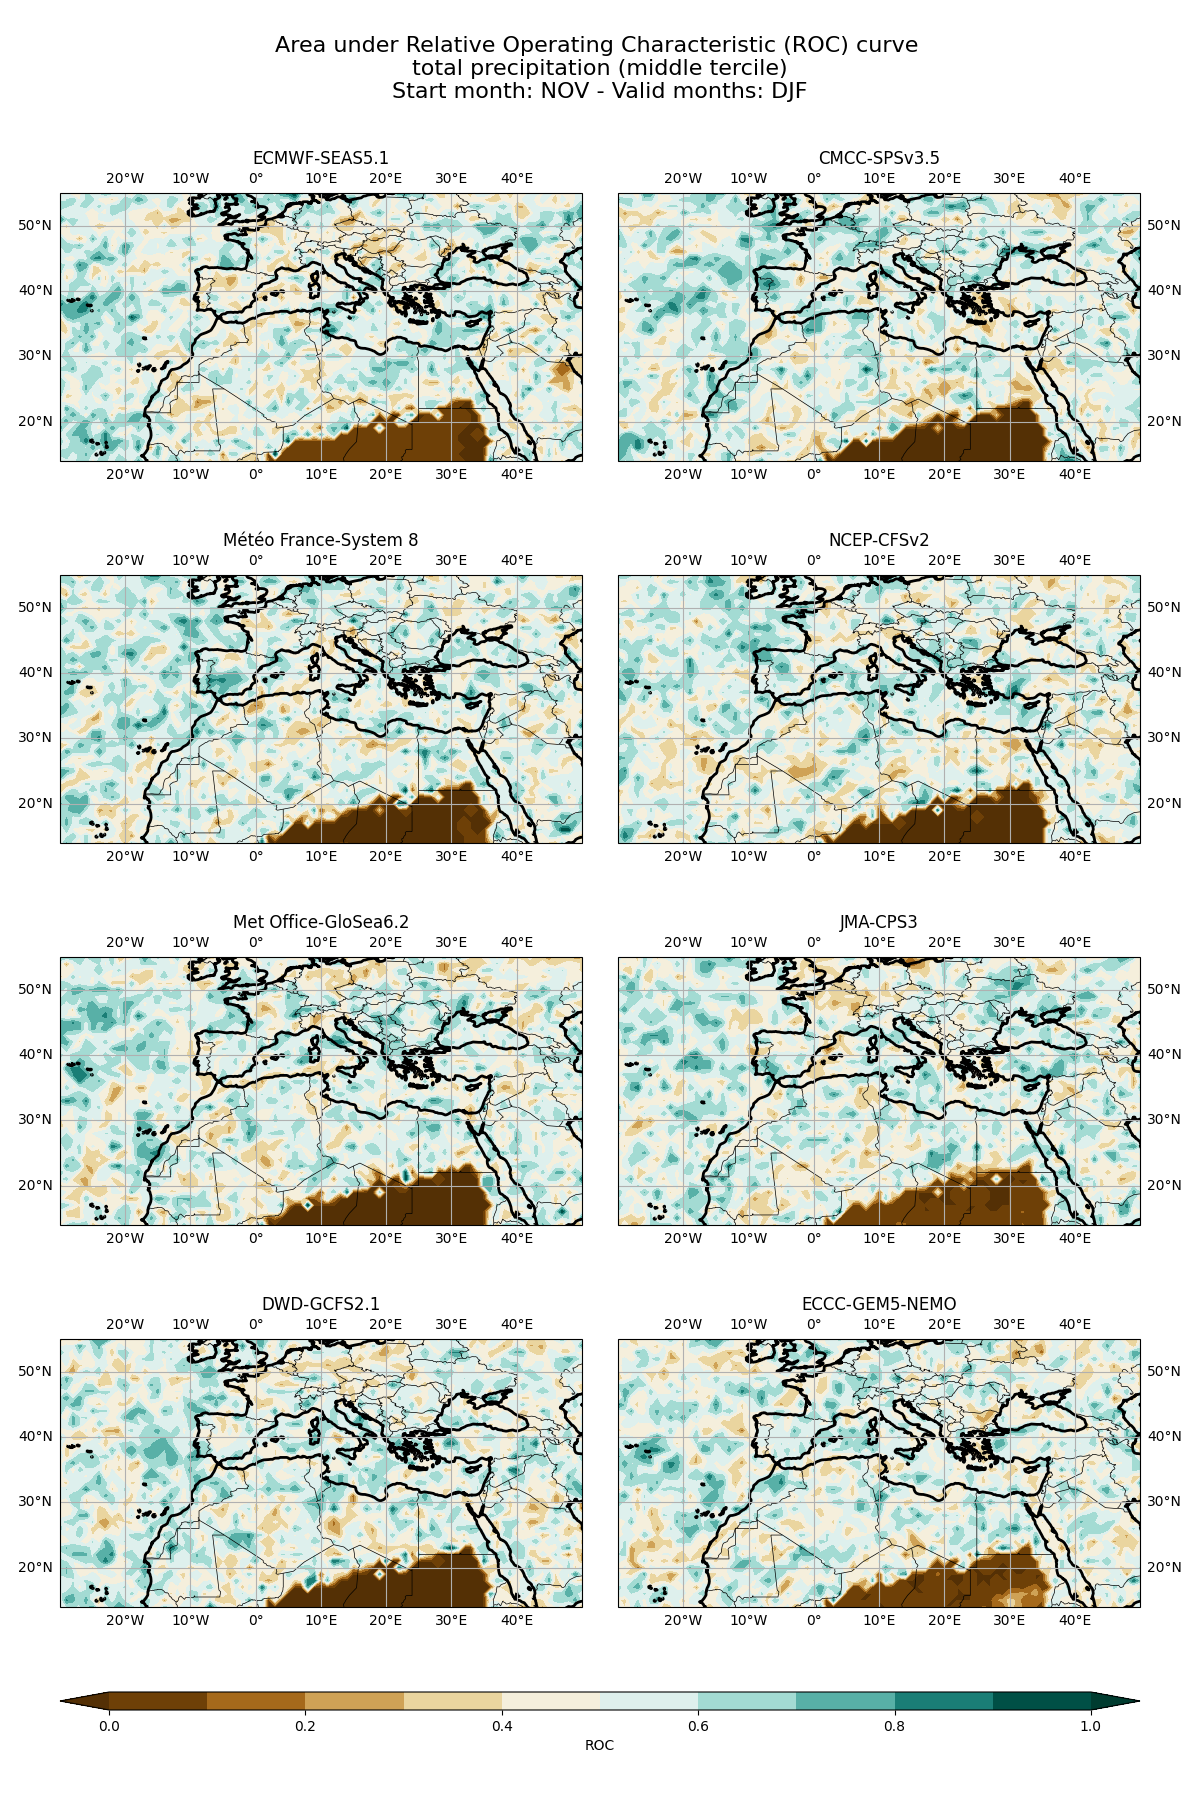 Area under Relative Operating Characteristic (ROC) curve
total precipitation (middle tercile)
Start month: NOV - Valid months: DJF
ECMWF-SEAS5.1
20°W 10°W 0° 10°E 20°E 30°E 40°E
50°N
40°N
30°N
20°N
20°W 10°W 0° 10°E 20°E 30°E 40°E
CMCC-SPSv3.5
20°W 10°W 0° 10°E 20°E 30°E 40°E
50°N
40°N
30°N
20°N
20°W 10°W 0° 10°E 20°E 30°E 40°E
Météo France-System 8
20°W 10°W 0° 10°E 20°E 30°E 40°E
50°N
40°N
30°N
20°N
20°W 10°W 0° 10°E 20°E 30°E 40°E
NCEP-CFSv2
20°W 10°W 0° 10°E 20°E 30°E 40°E
50°N
40°N
30°N
20°N
20°W 10°W 0° 10°E 20°E 30°E 40°E
Met Office-GloSea6.2
20°W 10°W 0° 10°E 20°E 30°E 40°E
50°N
40°N
30°N
20°N
20°W 10°W 0° 10°E 20°E 30°E 40°E
JMA-CPS3
20°W 10°W 0° 10°E 20°E 30°E 40°E
50°N
40°N
30°N
20°N
20°W 10°W 0° 10°E 20°E 30°E 40°E
DWD-GCFS2.1
20°W 10°W 0° 10°E 20°E 30°E 40°E
50°N
40°N
30°N
20°N
20°W 10°W 0° 10°E 20°E 30°E 40°E
ECCC-GEM5-NEMO
20°W 10°W 0° 10°E 20°E 30°E 40°E
50°N
40°N
30°N
20°N
20°W 10°W 0° 10°E 20°E 30°E 40°E
0.0 0.2 0.4 0.6 0.8 1.0
ROC